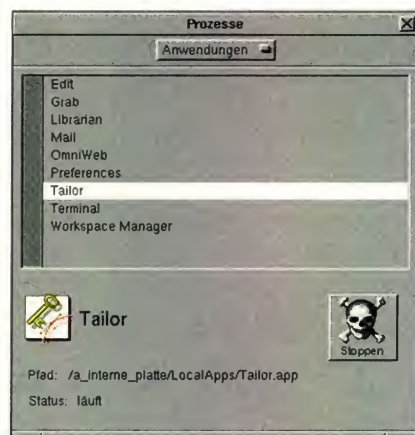 Prozesse
Anwendungen
Edit
Grab
Librarian
Mail
OmniWeb
Preferences
Tailor
Terminal
Workspace Manager
Tailor
Stoppen
Pfad: /a_interne_platte/LocalApps/Tailor.app
Status: läuft